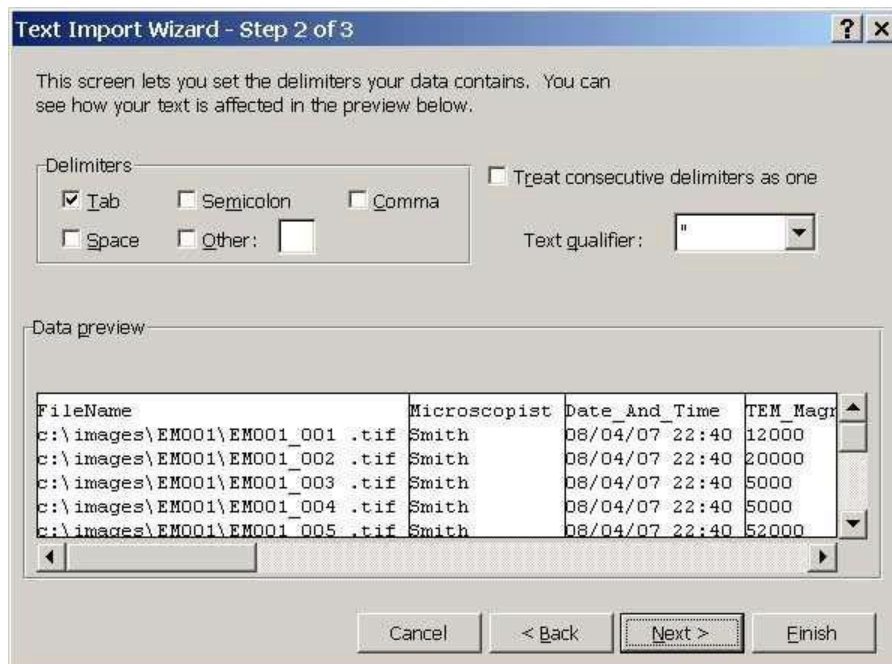 Text Import Wizard - Step 2 of 3
This screen lets you set the delimiters your data contains. You can
see how your text is affected in the preview below.
Delimiters
Tab Semicolon Comma
Space Other:
Treat consecutive delimiters as one
Text qualifier: "
Data preview
FileName Microscopist Date_And_Time TEM_Magr
c:\images\EM001\EM001_001 .tif Smith 08/04/07 22:40 12000
c:\images\EM001\EM001_002 .tif Smith 08/04/07 22:40 20000
c:\images\EM001\EM001_003 .tif Smith 08/04/07 22:40 5000
c:\images\EM001\EM001_004 .tif Smith 08/04/07 22:40 5000
c:\images\EM001\EM001_005 .tif Smith 08/04/07 22:40 52000
Cancel < Back Next > Finish